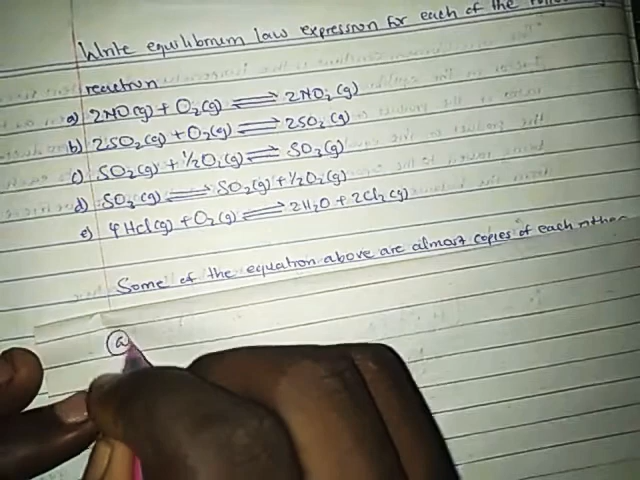 Write equilibrium law expression for each of the following
reaction
a) 2NO(g) + O₂(g) ⇌ 2NO₂(g)
b) 2SO₂(g) + O₂(g) ⇌ 2SO₃(g)
c) SO₂(g) + ½O₂(g) ⇌ SO₃(g)
d) SO₃(g) ⇌ SO₂(g) + ½O₂(g)
e) 4Hcl(g) + O₂(g) ⇌ 2H₂O + 2Cl₂(g)
Some of the equation above are almost copies of each other
(a)